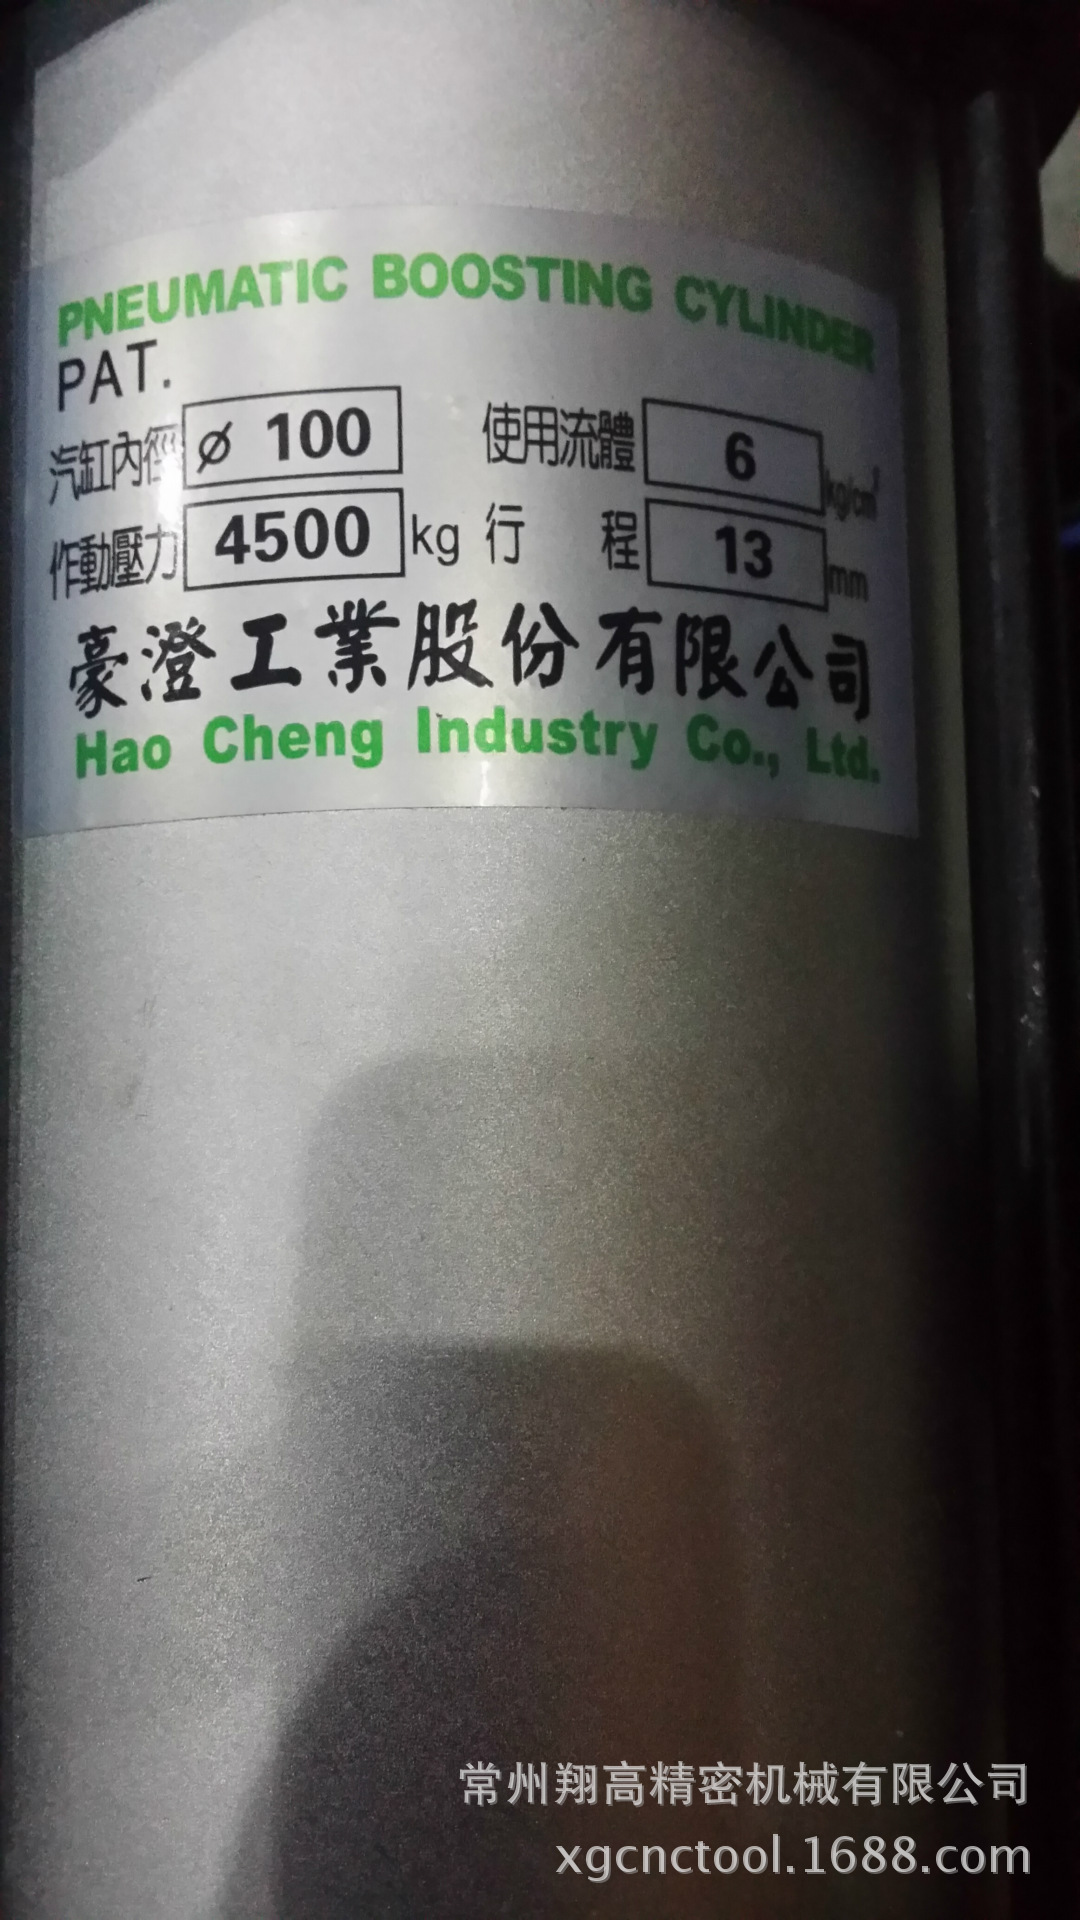 PNEUMATIC BOOSTING CYLINDER
PAT.
汽缸內徑 ⌀ 100 使用流體 6 kg/cm²
作動壓力 4500 kg 行 程 13 mm
豪澄工業股份有限公司
Hao Cheng Industry Co., Ltd.
常州翔高精密机械有限公司
xgcnctool.1688.com